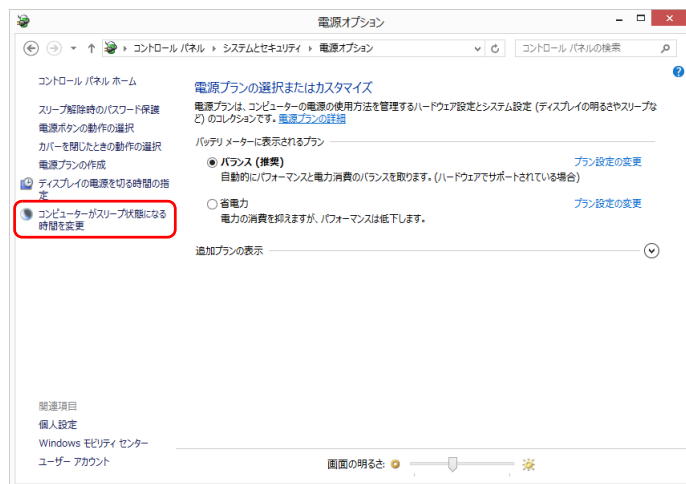 電源オプション
コントロール パネル システムとセキュリティ 電源オプション
コントロール パネルの検索
コントロール パネル ホーム
スリープ解除時のパスワード保護
電源ボタンの動作の選択
カバーを閉じたときの動作の選択
電源プランの作成
ディスプレイの電源を切る時間の指
定
コンピューターがスリープ状態になる
時間を変更
電源プランの選択またはカスタマイズ
電源プランは、コンピューターの電源の使用方法を管理するハードウェア設定とシステム設定 (ディスプレイの明るさやスリープな
ど) のコレクションです。電源プランの詳細
バッテリ メーターに表示されるプラン
バランス (推奨) プラン設定の変更
自動的にパフォーマンスと電力消費のバランスを取ります。(ハードウェアでサポートされている場合)
省電力 プラン設定の変更
電力の消費を抑えますが、パフォーマンスは低下します。
追加プランの表示
関連項目
個人設定
Windows モビリティ センター
ユーザー アカウント
画面の明るさ: